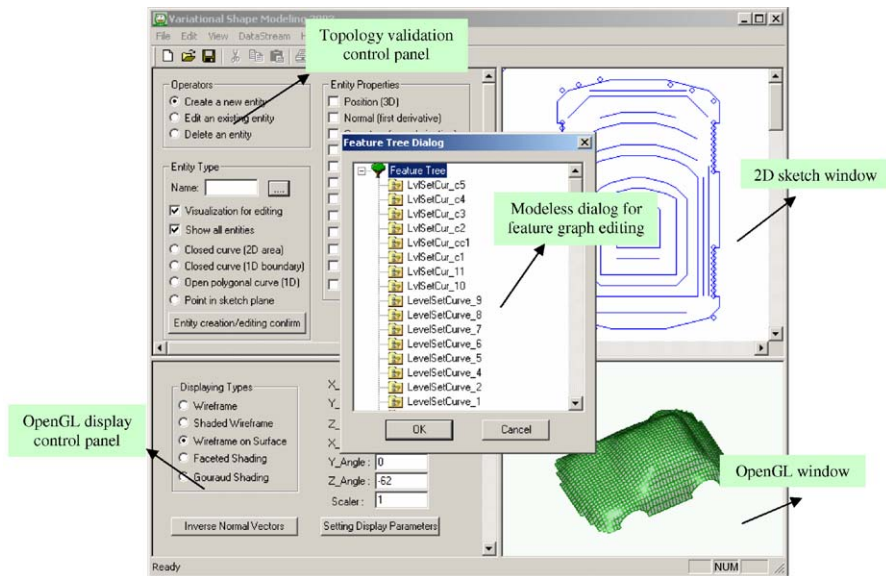 Variational Shape Modeling 2003
File Edit View DataStream
Topology validation
control panel
Operators
Create a new entity
Edit an existing entity
Delete an entity
Entity Properties
Position (3D)
Normal (first derivative)
Entity Type
Name:
....
Visualization for editing
Show all entities
Closed curve (2D area)
Closed curve (1D boundary)
Open polygonal curve (1D)
Point in sketch plane
Entity creation/editing confirm
Feature Tree Dialog
Feature Tree
LvlSetCur_c5
LvlSetCur_c4
LvlSetCur_c3
LvlSetCur_c2
LvlSetCur_cc1
LvlSetCur_c1
LvlSetCur_11
LvlSetCur_10
LevelSetCurve_9
LevelSetCurve_8
LevelSetCurve_7
LevelSetCurve_6
LevelSetCurve_5
LevelSetCurve_4
LevelSetCurve_2
LevelSetCurve_1
OK
Cancel
Modeless dialog for
feature graph editing
2D sketch window
OpenGL display
control panel
Displaying Types
Wireframe
Shaded Wireframe
Wireframe on Surface
Faceted Shading
Gouraud Shading
Inverse Normal Vectors
X_
Y_
Z_
X_
Y_Angle : 0
Z_Angle : -62
Scaler : 1
Setting Display Parameters
OpenGL window
Ready
NUM